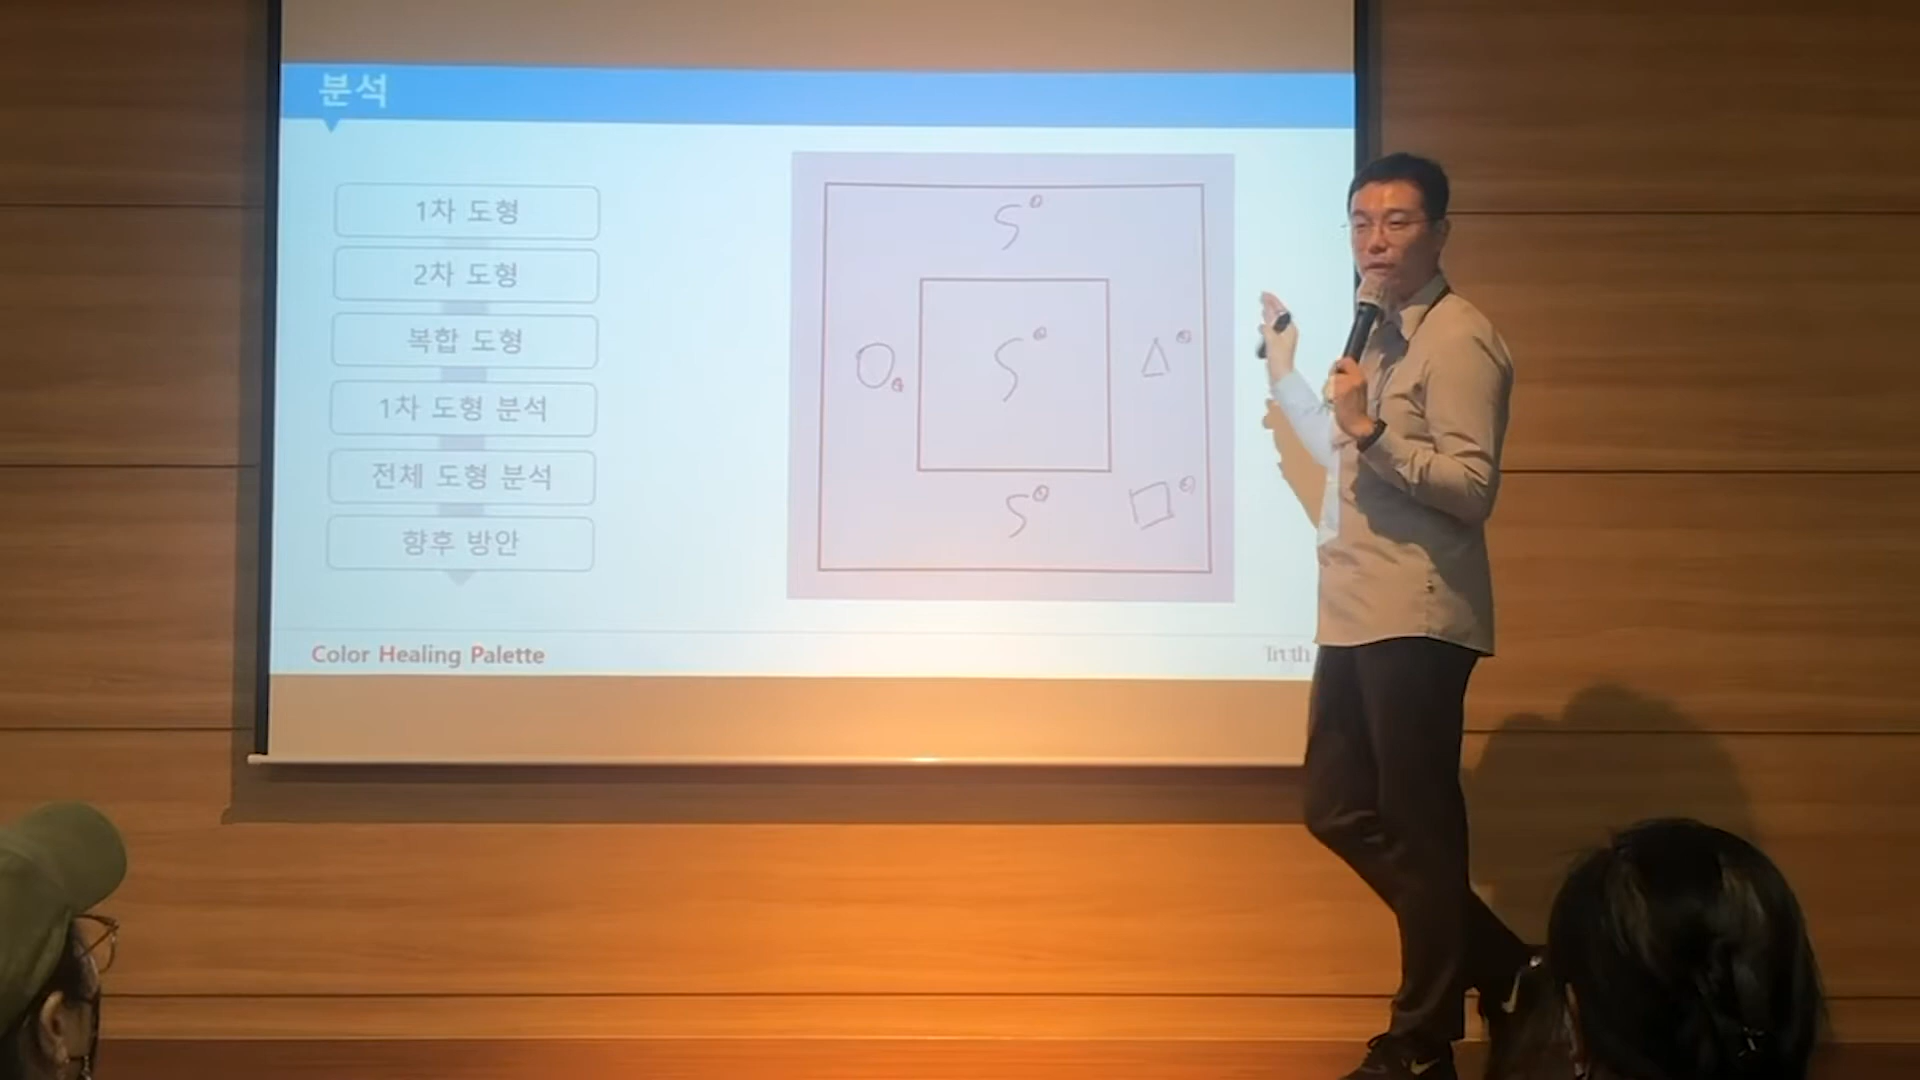 분석
1차 도형
2차 도형
복합 도형
1차 도형 분석
전체 도형 분석
향후 방안
S
S
S
Color Healing Palette
Truth